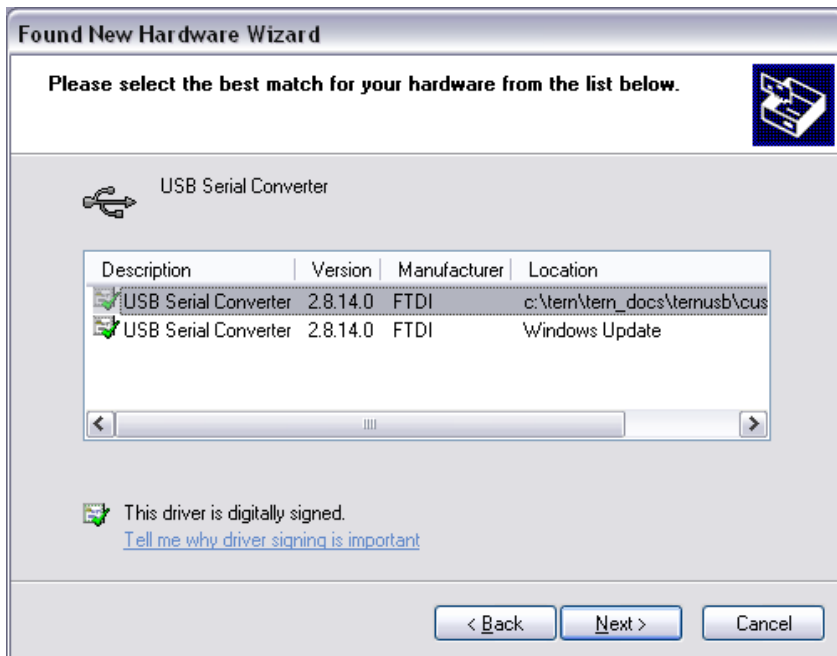 Found New Hardware Wizard
Please select the best match for your hardware from the list below.
USB Serial Converter
Description Version Manufacturer Location
USB Serial Converter 2.8.14.0 FTDI c:\tern\tern_docs\ternusb\cus
USB Serial Converter 2.8.14.0 FTDI Windows Update
This driver is digitally signed.
Tell me why driver signing is important
< Back Next > Cancel